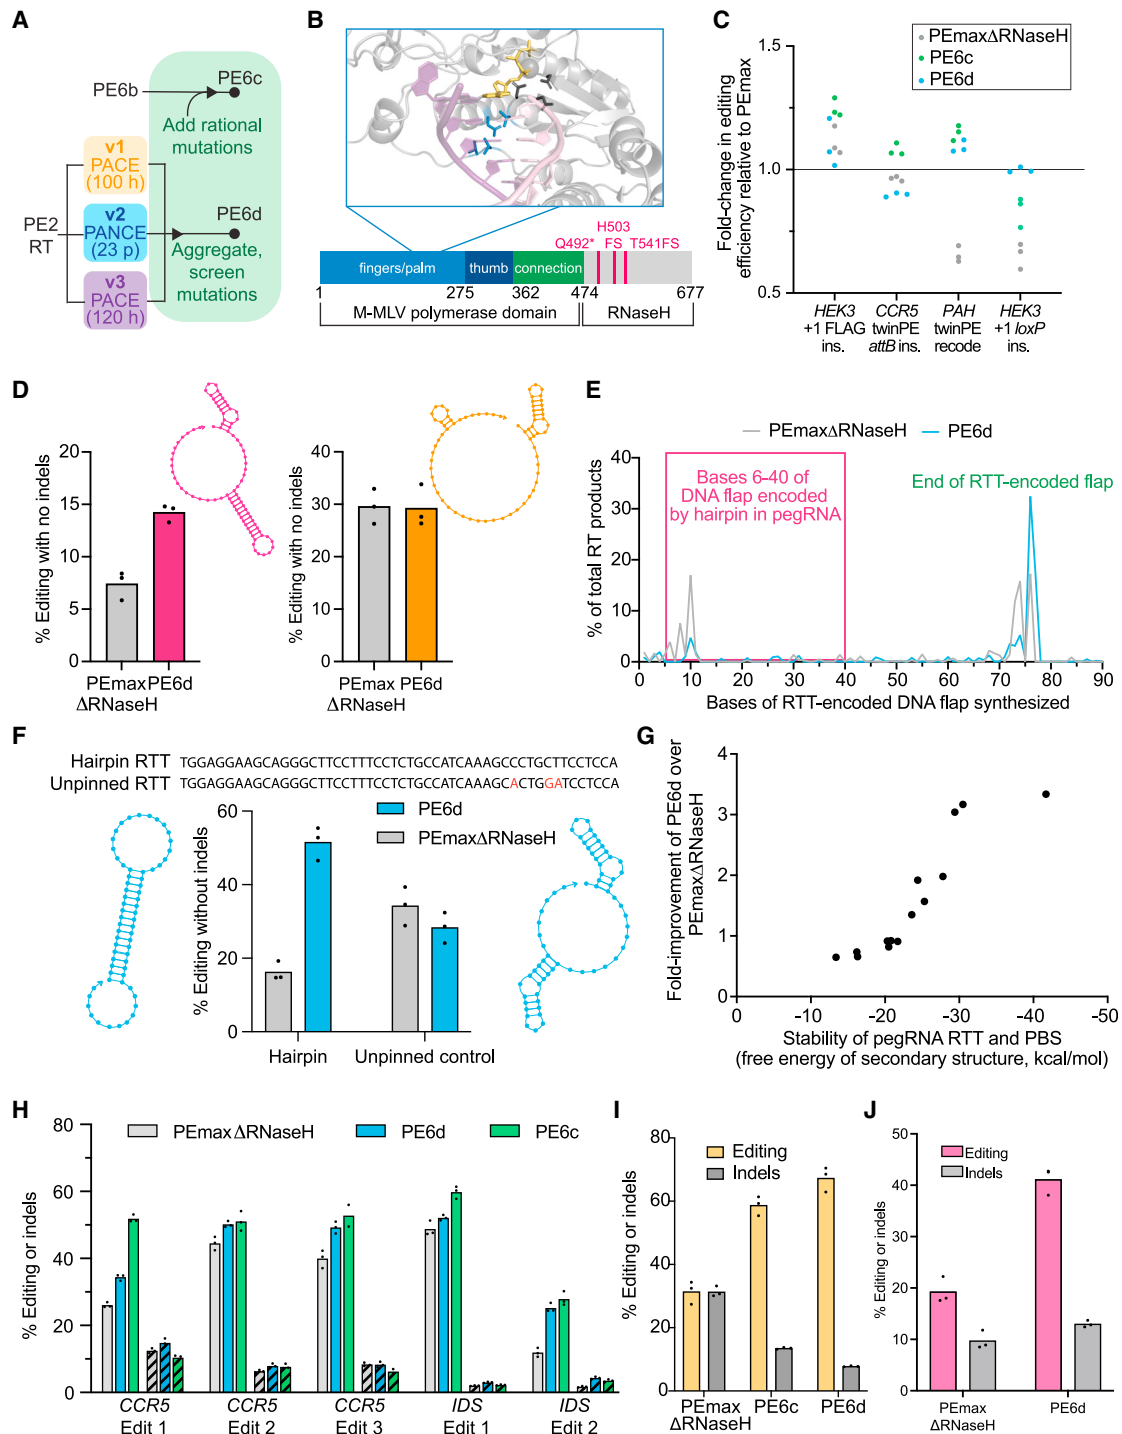 A
PE6b
PE6c
Add rational
mutations
v1
PACE
(100 h)
PE2
RT
v2
PANCE
(23 p)
PE6d
Aggregate,
screen
mutations
v3
PACE
(120 h)
B
H503
Q492*
FS
T541FS
fingers/palm
thumb
connection
1
275
362
474
677
M-MLV polymerase domain
RNaseH
C
PEmaxΔRNaseH
PE6c
PE6d
Fold-change in editing
efficiency relative to PEmax
1.5
1.0
0.5
HEK3
+1 FLAG
ins.
CCR5
twinPE
attB ins.
PAH
twinPE
recode
HEK3
+1 loxP
ins.
D
% Editing with no indels
20
15
10
5
0
PEmax
ΔRNaseH
PE6d
% Editing with no indels
40
30
20
10
0
PEmax
ΔRNaseH
PE6d
E
PEmaxΔRNaseH
PE6d
% of total RT products
40
30
20
10
0
Bases 6-40 of
DNA flap encoded
by hairpin in pegRNA
End of RTT-encoded flap
0 10 20 30 40 50 60 70 80 90
Bases of RTT-encoded DNA flap synthesized
F
Hairpin RTT TGGAGGAAGCAGGGCTTCCTTTCCTCTGCCATCAAAGCCCTGCTTCCTCCA
Unpinned RTT TGGAGGAAGCAGGGCTTCCTTTCCTCTGCCATCAAAGCACTGGATCCTCCA
% Editing without indels
60
40
20
0
PE6d
PEmaxΔRNaseH
Hairpin
Unpinned control
G
Fold-improvement of PE6d over
PEmaxΔRNaseH
4
3
2
1
0
0 -10 -20 -30 -40 -50
Stability of pegRNA RTT and PBS
(free energy of secondary structure, kcal/mol)
H
PEmaxΔRNaseH
PE6d
PE6c
% Editing or indels
80
60
40
20
0
CCR5
Edit 1
CCR5
Edit 2
CCR5
Edit 3
IDS
Edit 1
IDS
Edit 2
I
% Editing or indels
80
60
40
20
0
Editing
Indels
PEmax
ΔRNaseH
PE6c
PE6d
J
% Editing or indels
50
40
30
20
10
0
Editing
Indels
PEmax
ΔRNaseH
PE6d